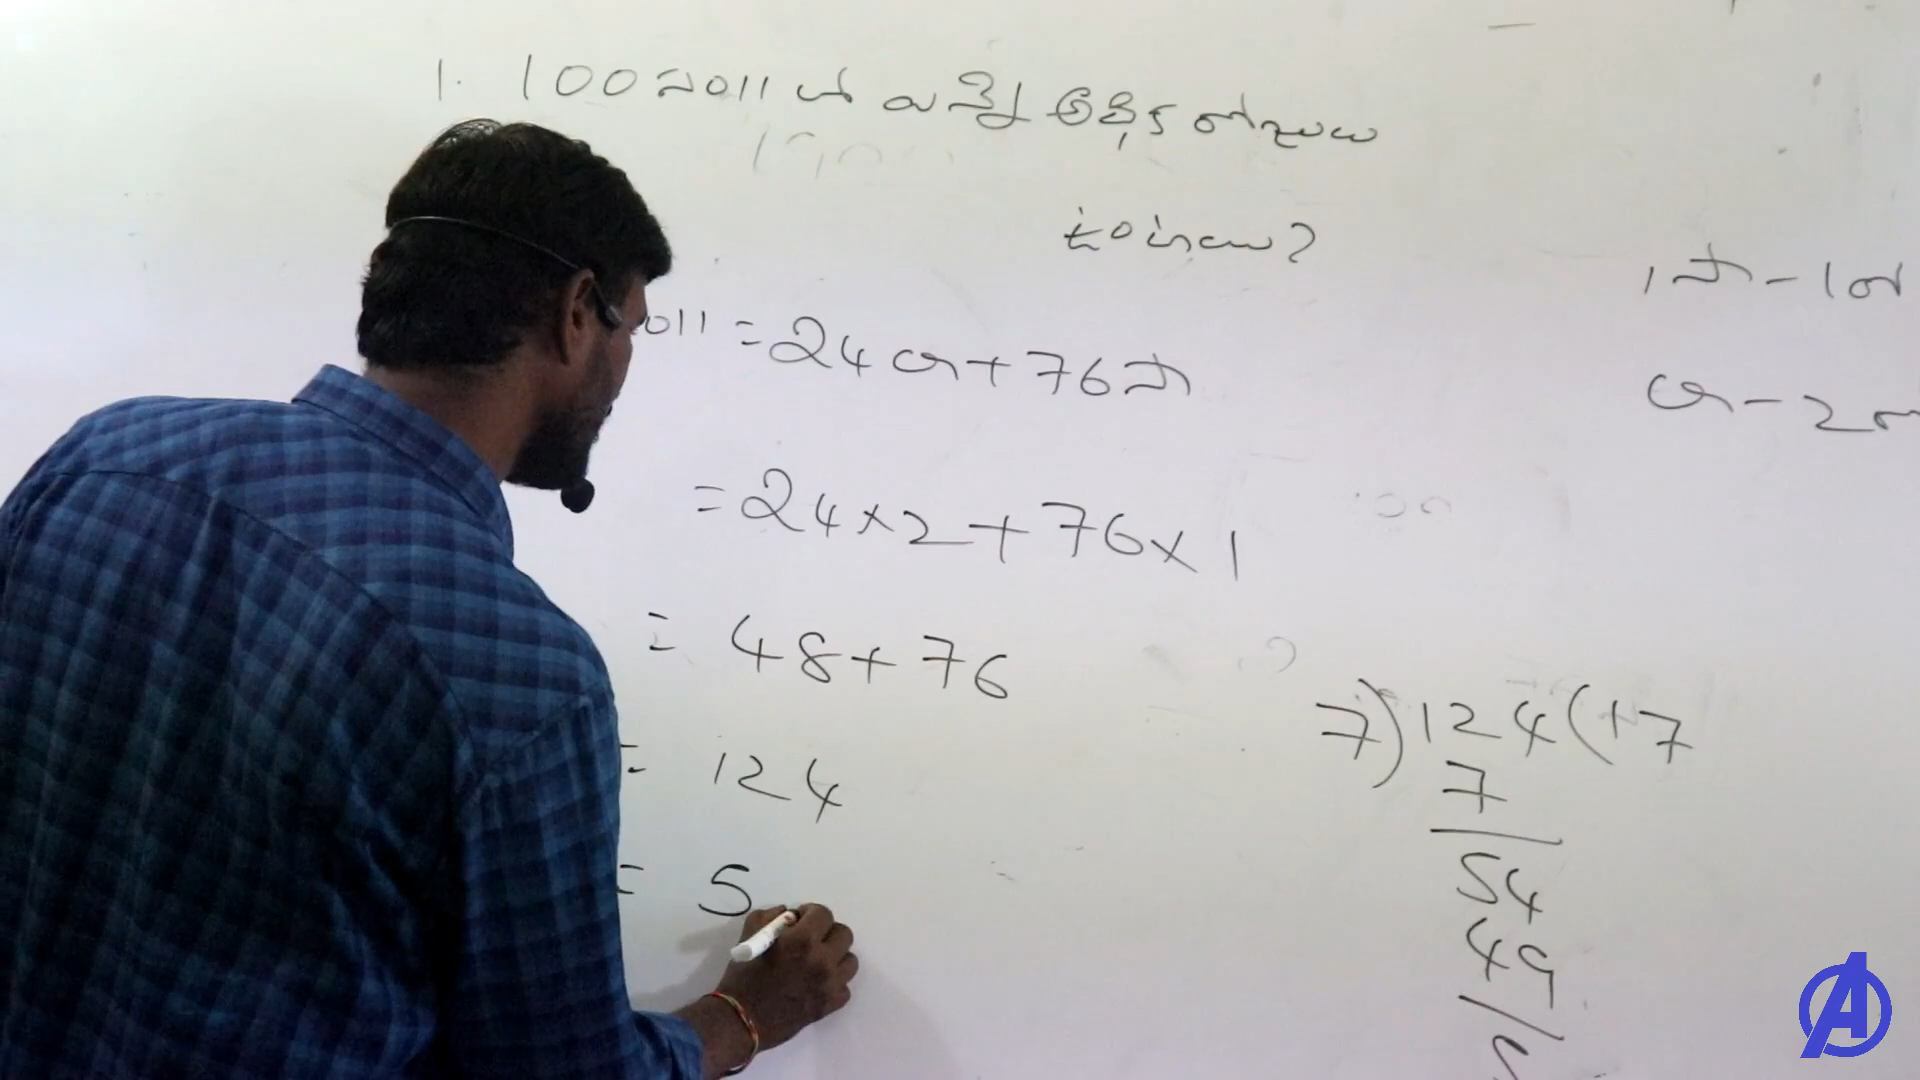 1. 100 సం॥ లో ఎన్ని అధిక రోజులు
ఉంటాయి?
సం॥ = 24 లీ + 76 సా
= 24 × 2 + 76 × 1
= 48 + 76
= 124
= 5
1 సా - 1 రో
లీ - 2 రో
7) 124 ( 17
7
54
49